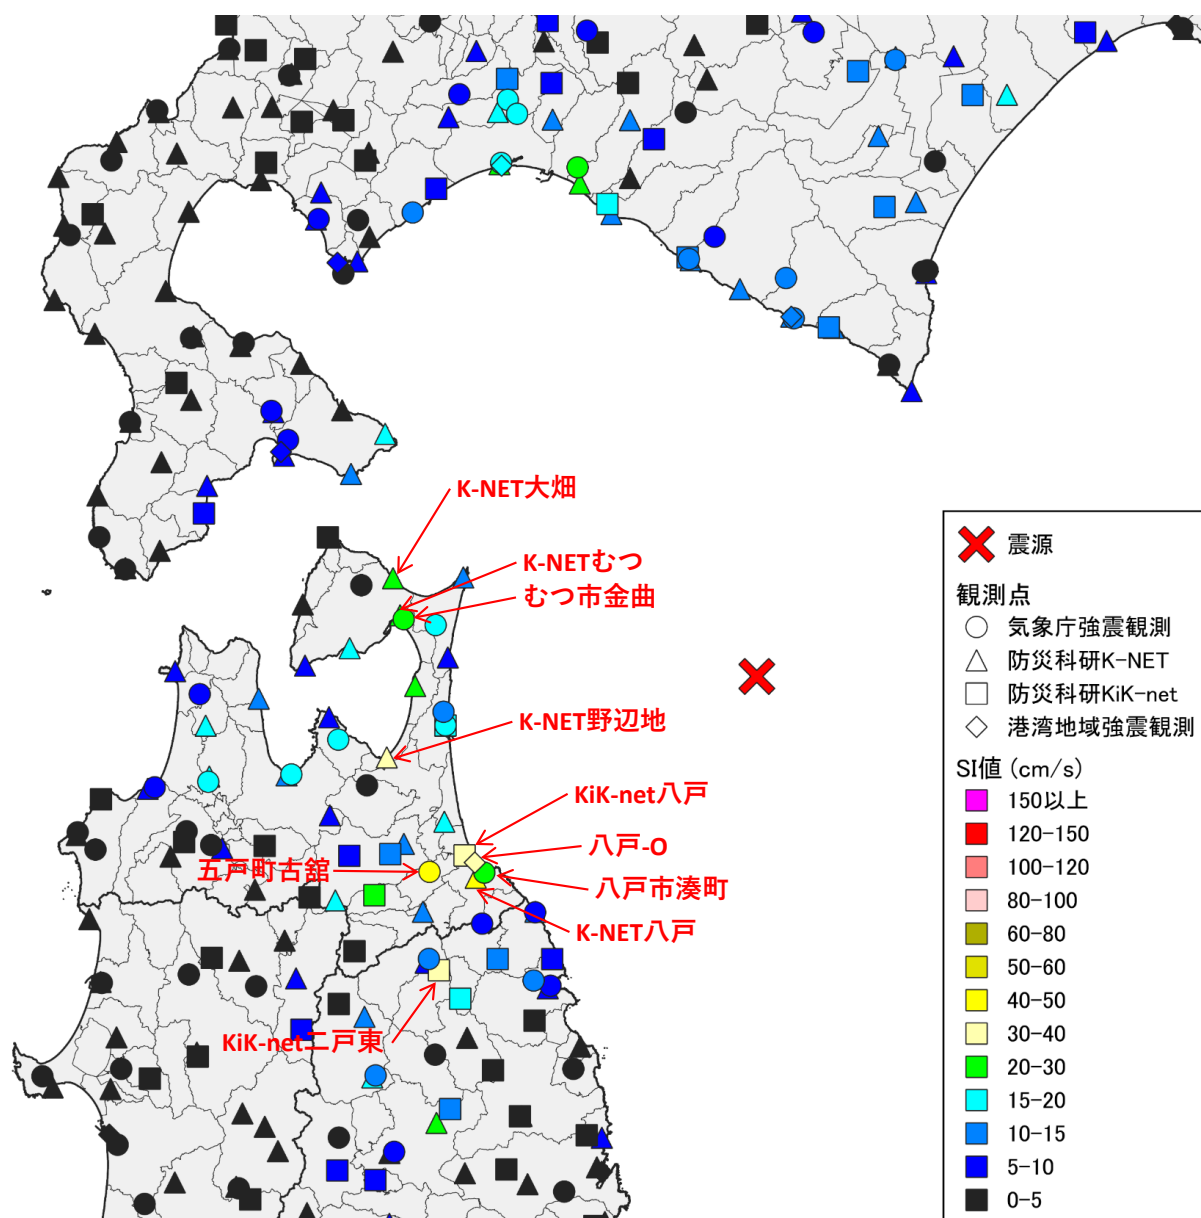 K-NET大畑
K-NETむつ
むつ市金曲
K-NET野辺地
KiK-net八戸
八戸-O
五戸町古舘
八戸市湊町
K-NET八戸
KiK-net二戸東
震源
観測点
気象庁強震観測
防災科研K-NET
防災科研KiK-net
港湾地域強震観測
SI値 (cm/s)
150以上
120-150
100-120
80-100
60-80
50-60
40-50
30-40
20-30
15-20
10-15
5-10
0-5